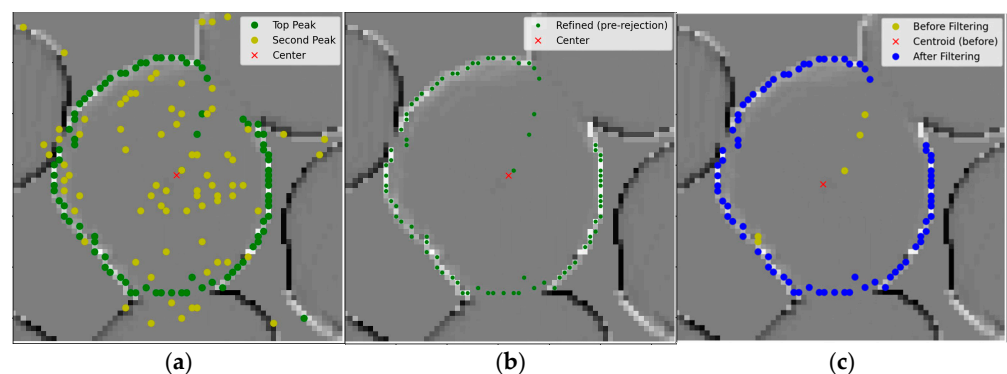 Top Peak
Second Peak
Center
Refined (pre-rejection)
Center
Before Filtering
Centroid (before)
After Filtering
(a)
(b)
(c)